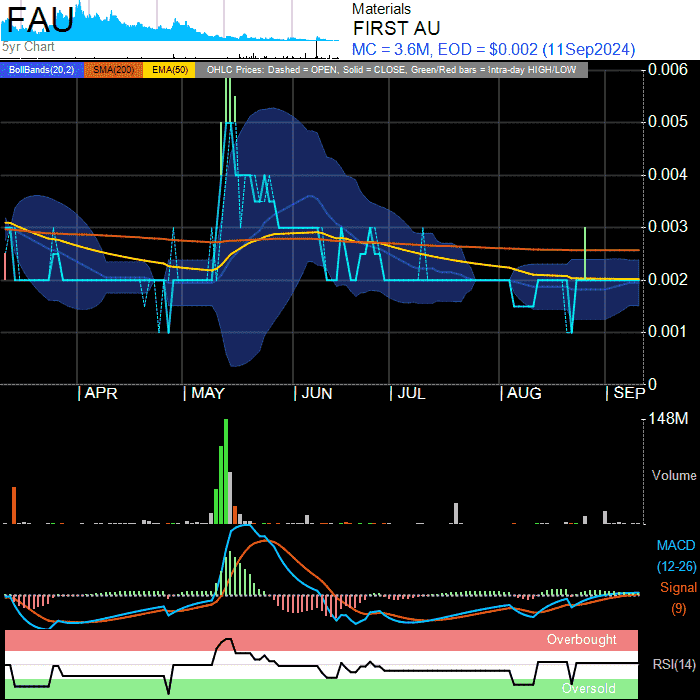 FAU
5yr Chart
Materials
FIRST AU
MC = 3.6M, EOD = $0.002 (11Sep2024)
BollBands(20,2) SMA(200) EMA(50) OHLC Prices: Dashed = OPEN, Solid = CLOSE, Green/Red bars = Intra-day HIGH/LOW
0.006
0.005
0.004
0.003
0.002
0.001
0
APR MAY JUN JUL AUG SEP
148M
Volume
MACD
(12-26)
Signal
(9)
Overbought
RSI(14)
Oversold